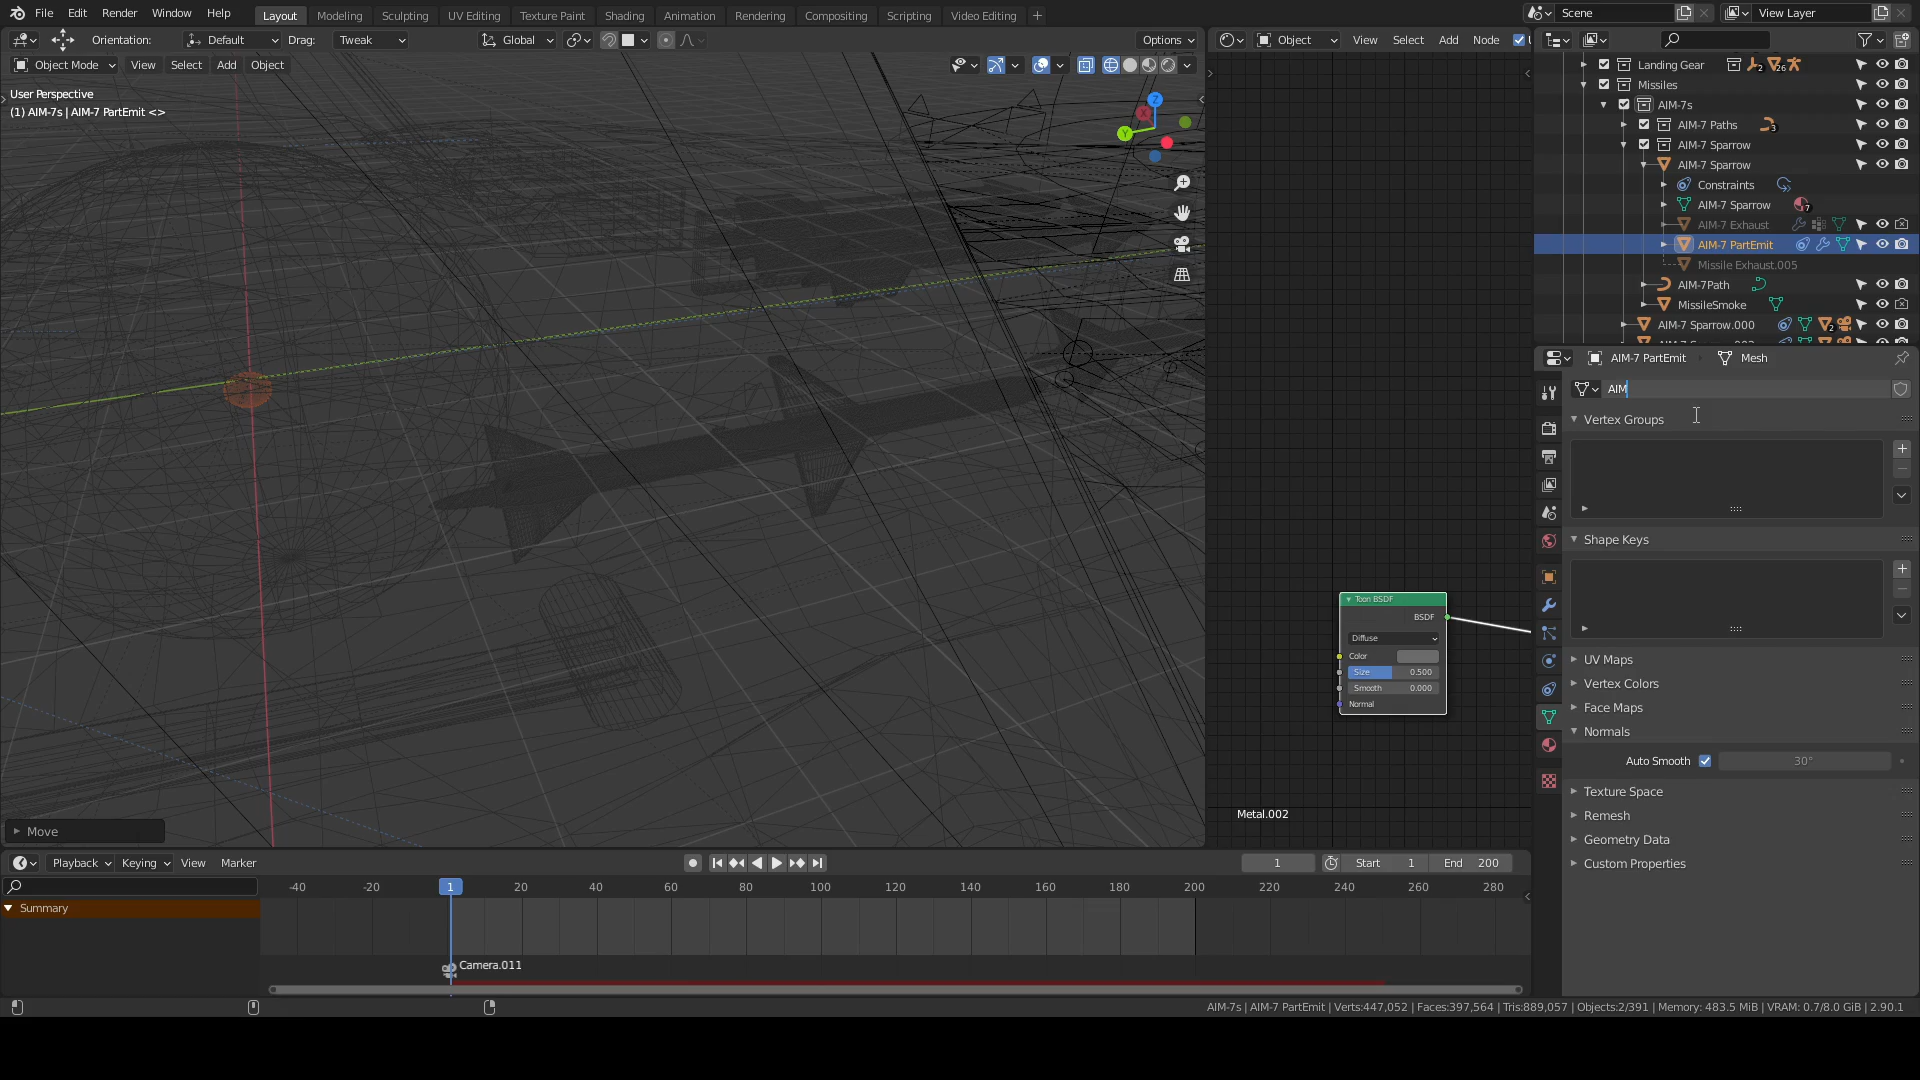 File Edit Render Window Help Layout Modeling Sculpting UV Editing Texture Paint Shading Animation Rendering Compositing Scripting Video Editing + Scene View Layer
Orientation: Default Drag: Tweak Global Options Object View Select Add Node
Object Mode View Select Add Object
User Perspective
(1) AIM-7s | AIM-7 PartEmit <>
Z
X
Y
Landing Gear 2 26
Missiles
AIM-7s
AIM-7 Paths 3
AIM-7 Sparrow
AIM-7 Sparrow
Constraints
AIM-7 Sparrow 7
AIM-7 Exhaust
AIM-7 PartEmit
Missile Exhaust.005
AIM-7Path
MissileSmoke
AIM-7 Sparrow.000 2
AIM-7 PartEmit Mesh
AIM
Vertex Groups
Shape Keys
UV Maps
Vertex Colors
Face Maps
Normals
Auto Smooth 30°
Texture Space
Remesh
Geometry Data
Custom Properties
Toon BSDF
BSDF
Diffuse
Color
Size 0.500
Smooth 0.000
Normal
Metal.002
Move
Playback Keying View Marker 1 Start 1 End 200
-40 -20 1 20 40 60 80 100 120 140 160 180 200 220 240 260 280
Summary
Camera.011
AIM-7s | AIM-7 PartEmit | Verts:447,052 | Faces:397,564 | Tris:889,057 | Objects:2/391 | Memory: 483.5 MiB | VRAM: 0.7/8.0 GiB | 2.90.1